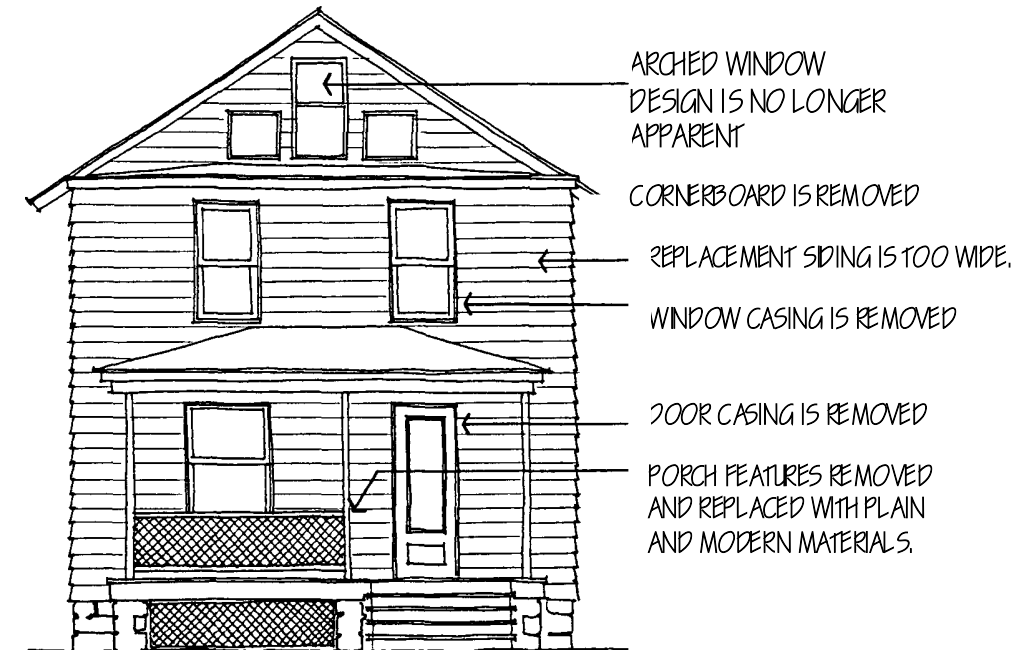 ARCHED WINDOW
DESIGN IS NO LONGER
APPARENT
CORNERBOARD IS REMOVED
REPLACEMENT SIDING IS TOO WIDE.
WINDOW CASING IS REMOVED
DOOR CASING IS REMOVED
PORCH FEATURES REMOVED
AND REPLACED WITH PLAIN
AND MODERN MATERIALS.